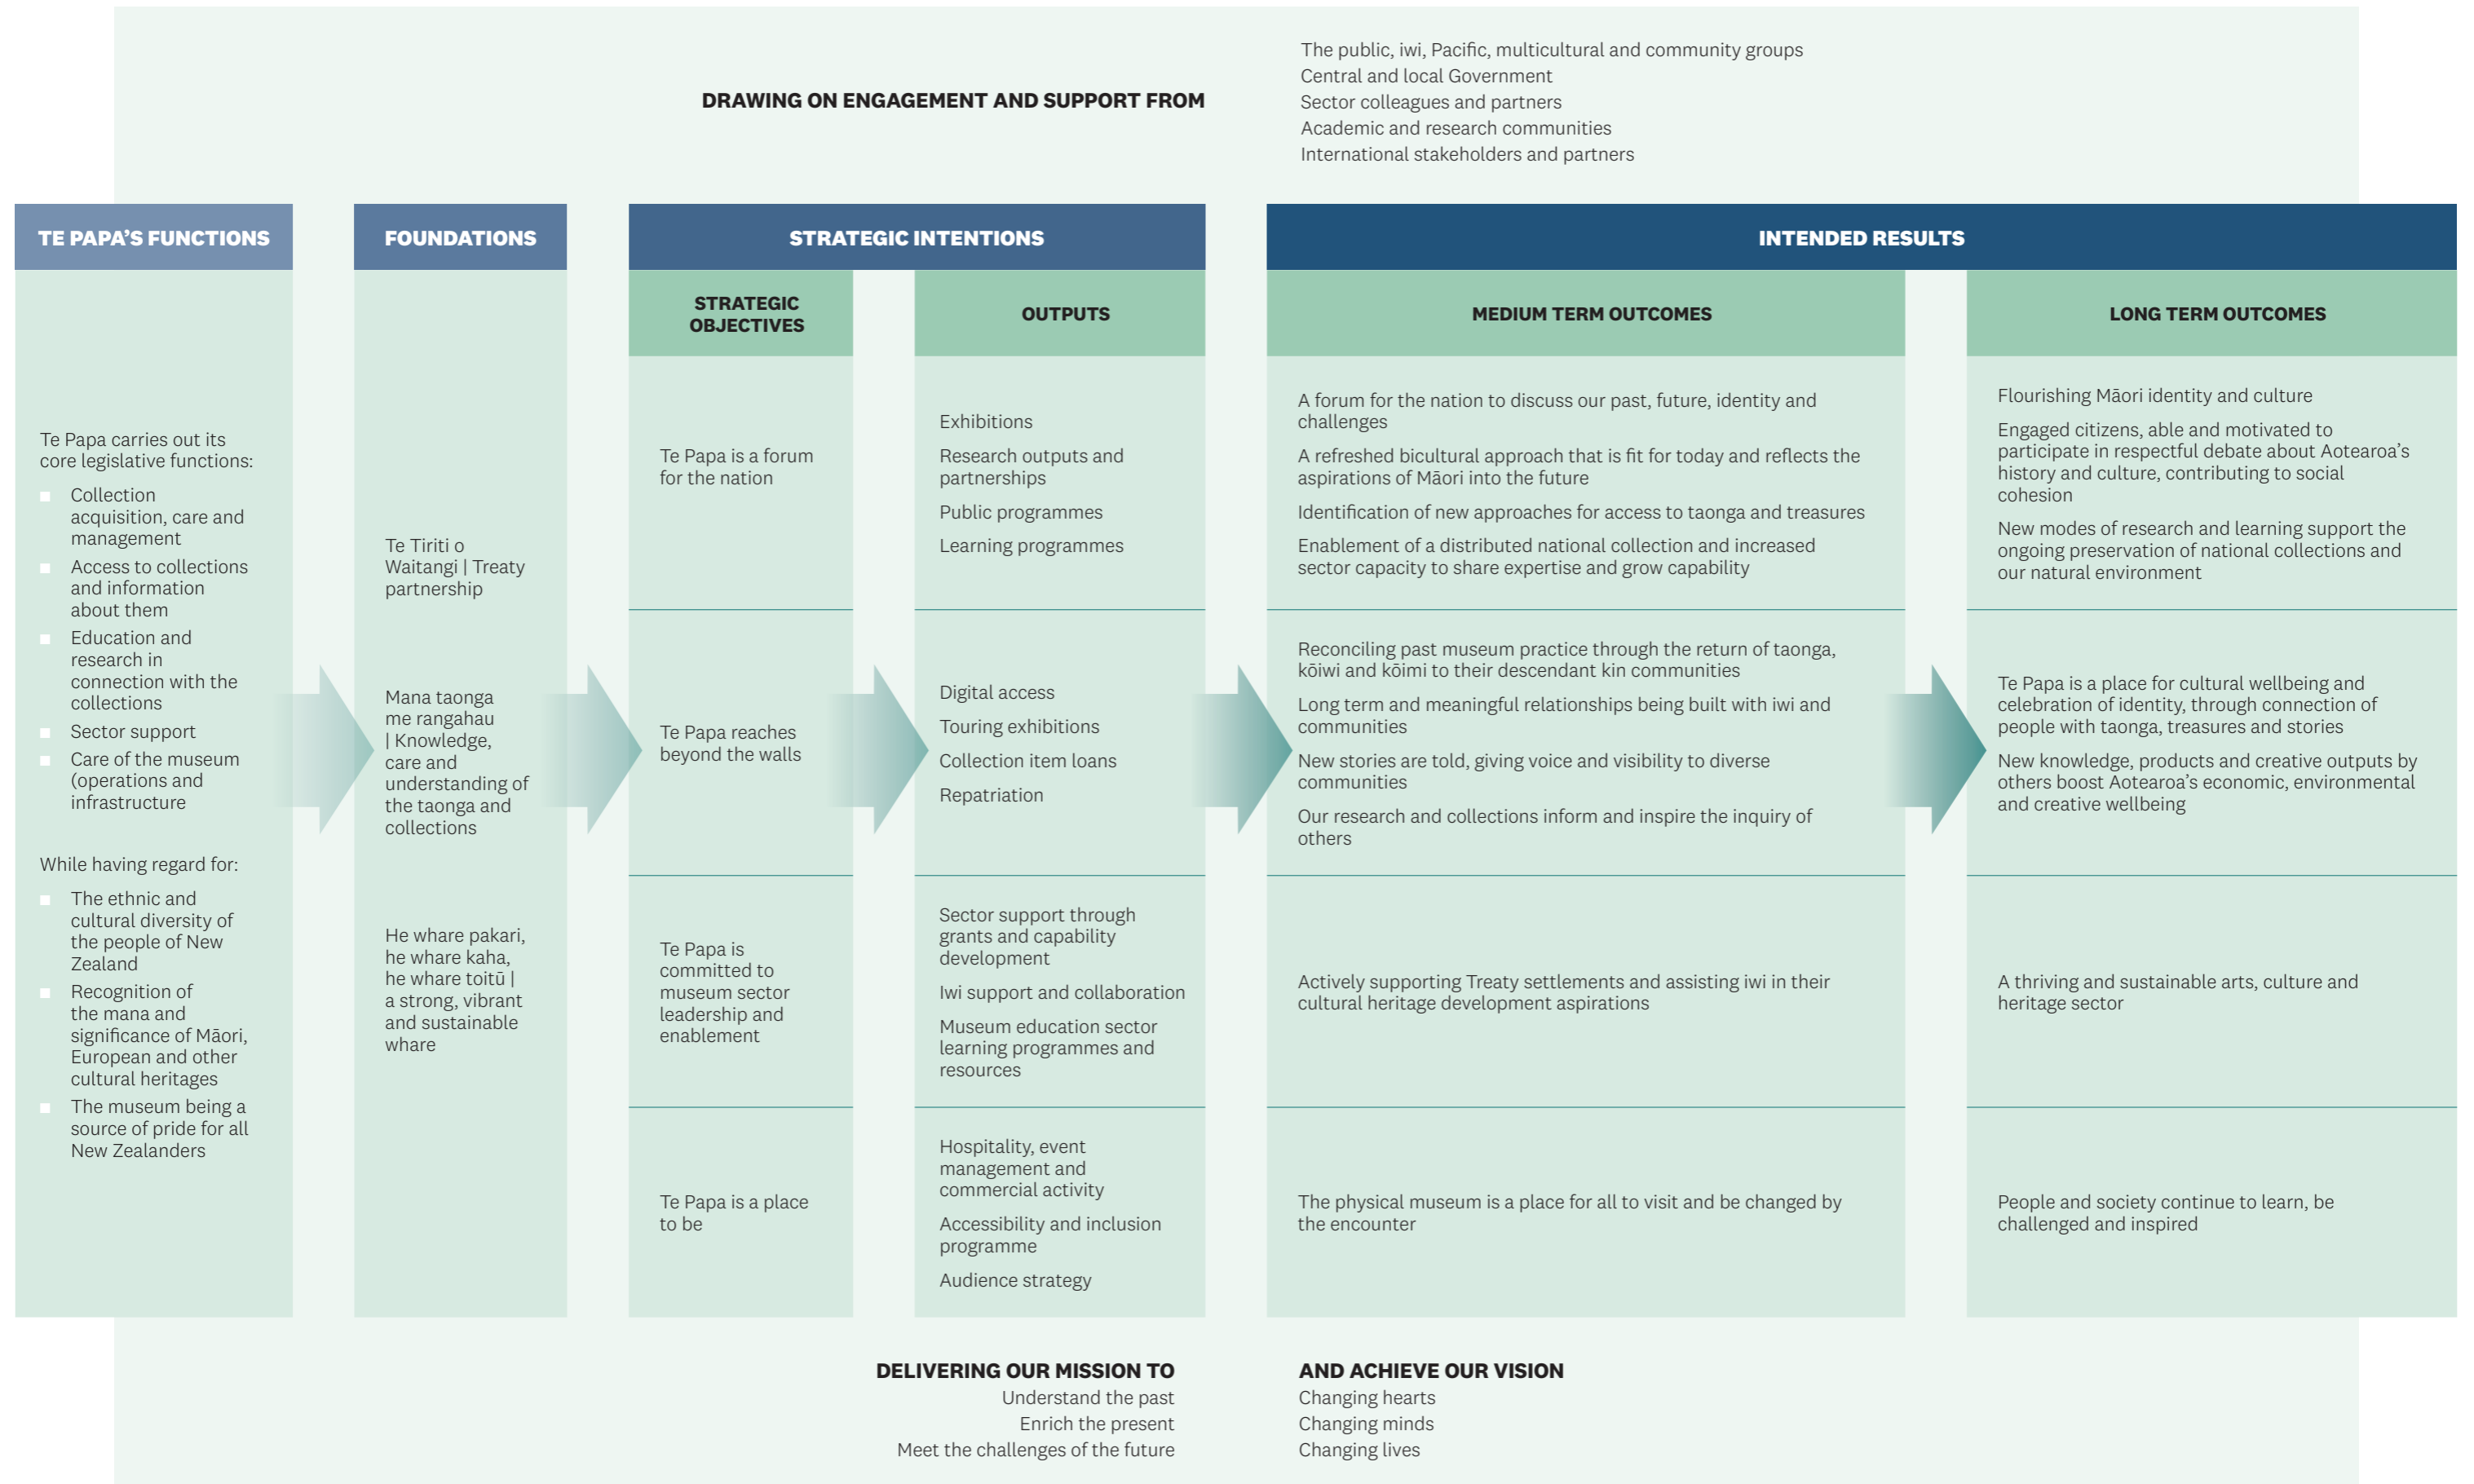 DRAWING ON ENGAGEMENT AND SUPPORT FROM
The public, iwi, Pacific, multicultural and community groups
Central and local Government
Sector colleagues and partners
Academic and research communities
International stakeholders and partners
TE PAPA’S FUNCTIONS
Te Papa carries out its
core legislative functions:
Collection
acquisition, care and
management
Access to collections
and information
about them
Education and
research in
connection with the
collections
Sector support
Care of the museum
(operations and
infrastructure
While having regard for:
The ethnic and
cultural diversity of
the people of New
Zealand
Recognition of
the mana and
significance of Māori,
European and other
cultural heritages
The museum being a
source of pride for all
New Zealanders
FOUNDATIONS
Te Tiriti o
Waitangi | Treaty
partnership
Mana taonga
me rangahau
| Knowledge,
care and
understanding of
the taonga and
collections
He whare pakari,
he whare kaha,
he whare toitū |
a strong, vibrant
and sustainable
whare
STRATEGIC INTENTIONS
STRATEGIC
OBJECTIVES
OUTPUTS
INTENDED RESULTS
MEDIUM TERM OUTCOMES
LONG TERM OUTCOMES
Te Papa is a forum
for the nation
Exhibitions
Research outputs and
partnerships
Public programmes
Learning programmes
A forum for the nation to discuss our past, future, identity and
challenges
A refreshed bicultural approach that is fit for today and reflects the
aspirations of Māori into the future
Identification of new approaches for access to taonga and treasures
Enablement of a distributed national collection and increased
sector capacity to share expertise and grow capability
Flourishing Māori identity and culture
Engaged citizens, able and motivated to
participate in respectful debate about Aotearoa’s
history and culture, contributing to social
cohesion
New modes of research and learning support the
ongoing preservation of national collections and
our natural environment
Te Papa reaches
beyond the walls
Digital access
Touring exhibitions
Collection item loans
Repatriation
Reconciling past museum practice through the return of taonga,
kōiwi and kōimi to their descendant kin communities
Long term and meaningful relationships being built with iwi and
communities
New stories are told, giving voice and visibility to diverse
communities
Our research and collections inform and inspire the inquiry of
others
Te Papa is a place for cultural wellbeing and
celebration of identity, through connection of
people with taonga, treasures and stories
New knowledge, products and creative outputs by
others boost Aotearoa’s economic, environmental
and creative wellbeing
Te Papa is
committed to
museum sector
leadership and
enablement
Sector support through
grants and capability
development
Iwi support and collaboration
Museum education sector
learning programmes and
resources
Actively supporting Treaty settlements and assisting iwi in their
cultural heritage development aspirations
A thriving and sustainable arts, culture and
heritage sector
Te Papa is a place
to be
Hospitality, event
management and
commercial activity
Accessibility and inclusion
programme
Audience strategy
The physical museum is a place for all to visit and be changed by
the encounter
People and society continue to learn, be
challenged and inspired
DELIVERING OUR MISSION TO
Understand the past
Enrich the present
Meet the challenges of the future
AND ACHIEVE OUR VISION
Changing hearts
Changing minds
Changing lives